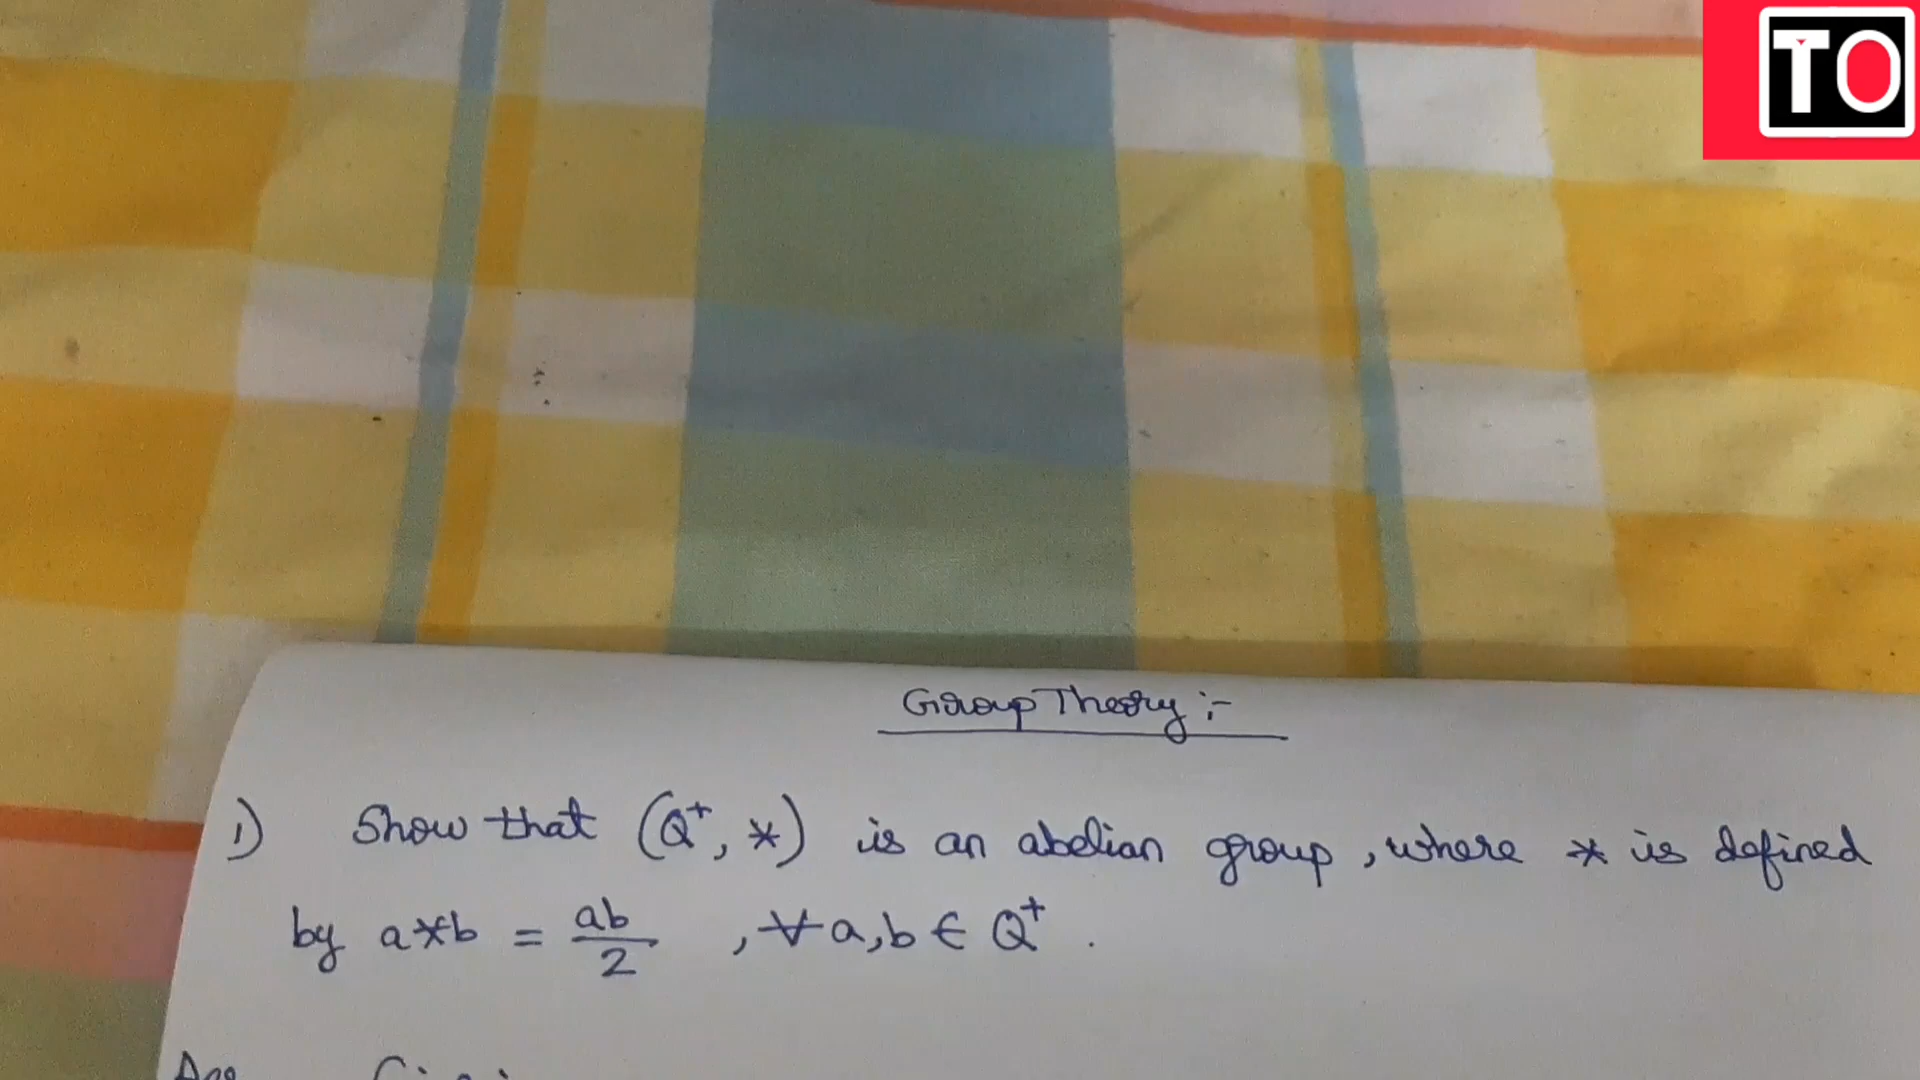 TO
Group Theory :-
1) Show that (Q⁺, *) is an abelian group, where * is defined
by a*b = ab/2 , ∀ a,b ∈ Q⁺ .